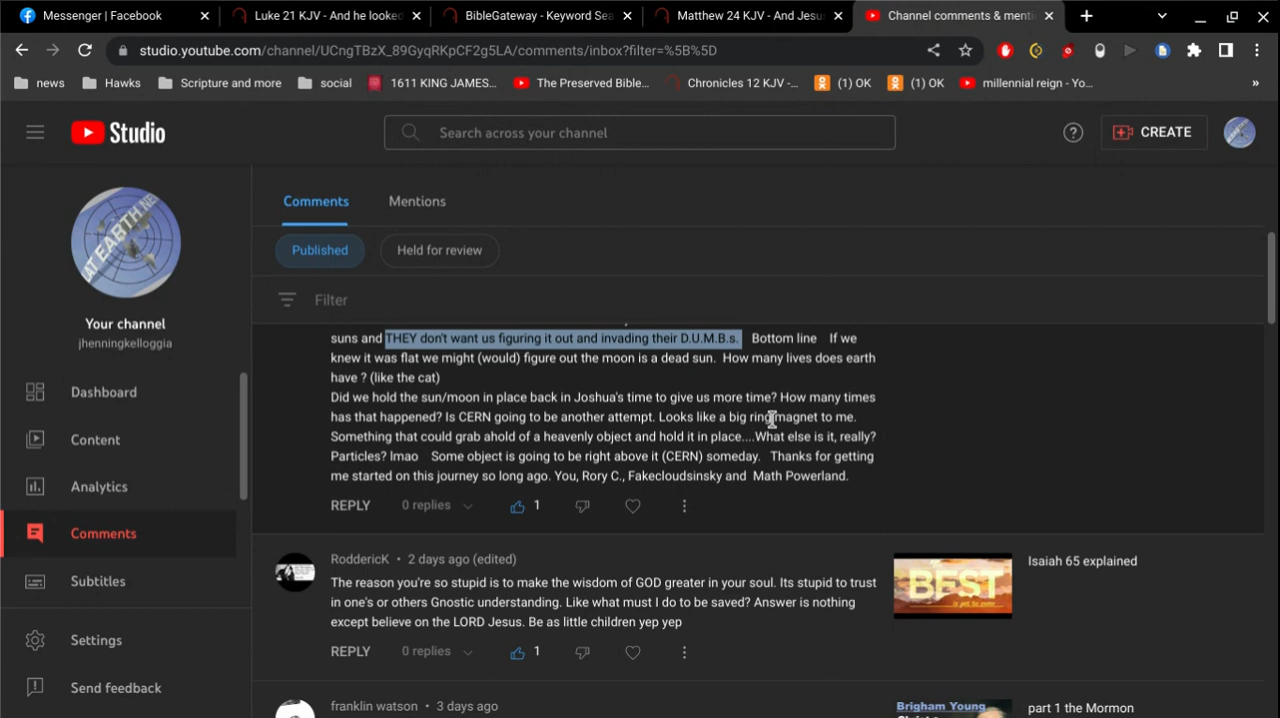 Messenger | Facebook
Luke 21 KJV - And he looked
BibleGateway - Keyword Sea
Matthew 24 KJV - And Jesu
Channel comments & menti
studio.youtube.com/channel/UCngTBzX_89GyqRKpCF2g5LA/comments/inbox?filter=%5B%5D
news
Hawks
Scripture and more
social
1611 KING JAMES...
The Preserved Bible...
Chronicles 12 KJV -...
(1) OK
(1) OK
millennial reign - Yo...
»
Studio
Search across your channel
CREATE
AT EARTH NE
Your channel
jhenningkelloggia
Dashboard
Content
Analytics
Comments
Subtitles
Settings
Send feedback
Comments
Mentions
Published
Held for review
Filter
suns and THEY don't want us figuring it out and invading their D.U.M.B.s. Bottom line If we
knew it was flat we might (would) figure out the moon is a dead sun. How many lives does earth
have ? (like the cat)
Did we hold the sun/moon in place back in Joshua's time to give us more time? How many times
has that happened? Is CERN going to be another attempt. Looks like a big ring magnet to me.
Something that could grab ahold of a heavenly object and hold it in place....What else is it, really?
Particles? lmao Some object is going to be right above it (CERN) someday. Thanks for getting
me started on this journey so long ago. You, Rory C., Fakecloudsinsky and Math Powerland.
REPLY
0 replies
1
RodderickK • 2 days ago (edited)
The reason you're so stupid is to make the wisdom of GOD greater in your soul. Its stupid to trust
in one's or others Gnostic understanding. Like what must I do to be saved? Answer is nothing
except believe on the LORD Jesus. Be as little children yep yep
REPLY
0 replies
1
BEST
is yet to come
Isaiah 65 explained
franklin watson • 3 days ago
Brigham Young
part 1 the Mormon